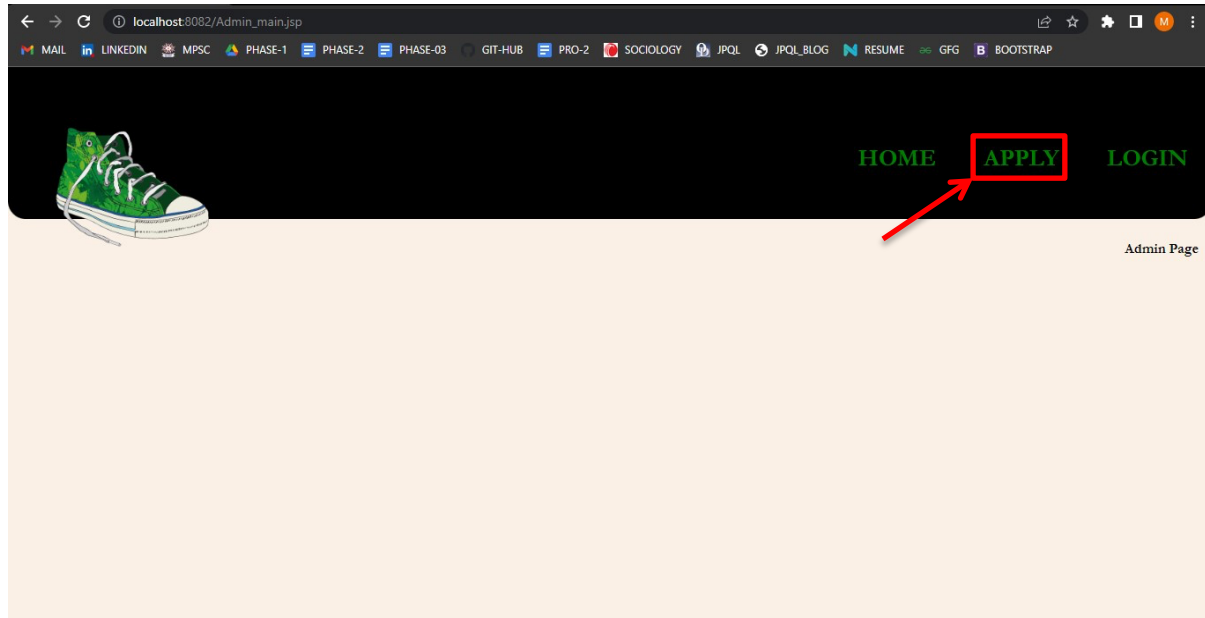 localhost:8082/Admin_main.jsp
M
MAIL LINKEDIN MPSC PHASE-1 PHASE-2 PHASE-03 GIT-HUB PRO-2 SOCIOLOGY JPQL JPQL_BLOG RESUME GFG B BOOTSTRAP
HOME APPLY LOGIN
Admin Page